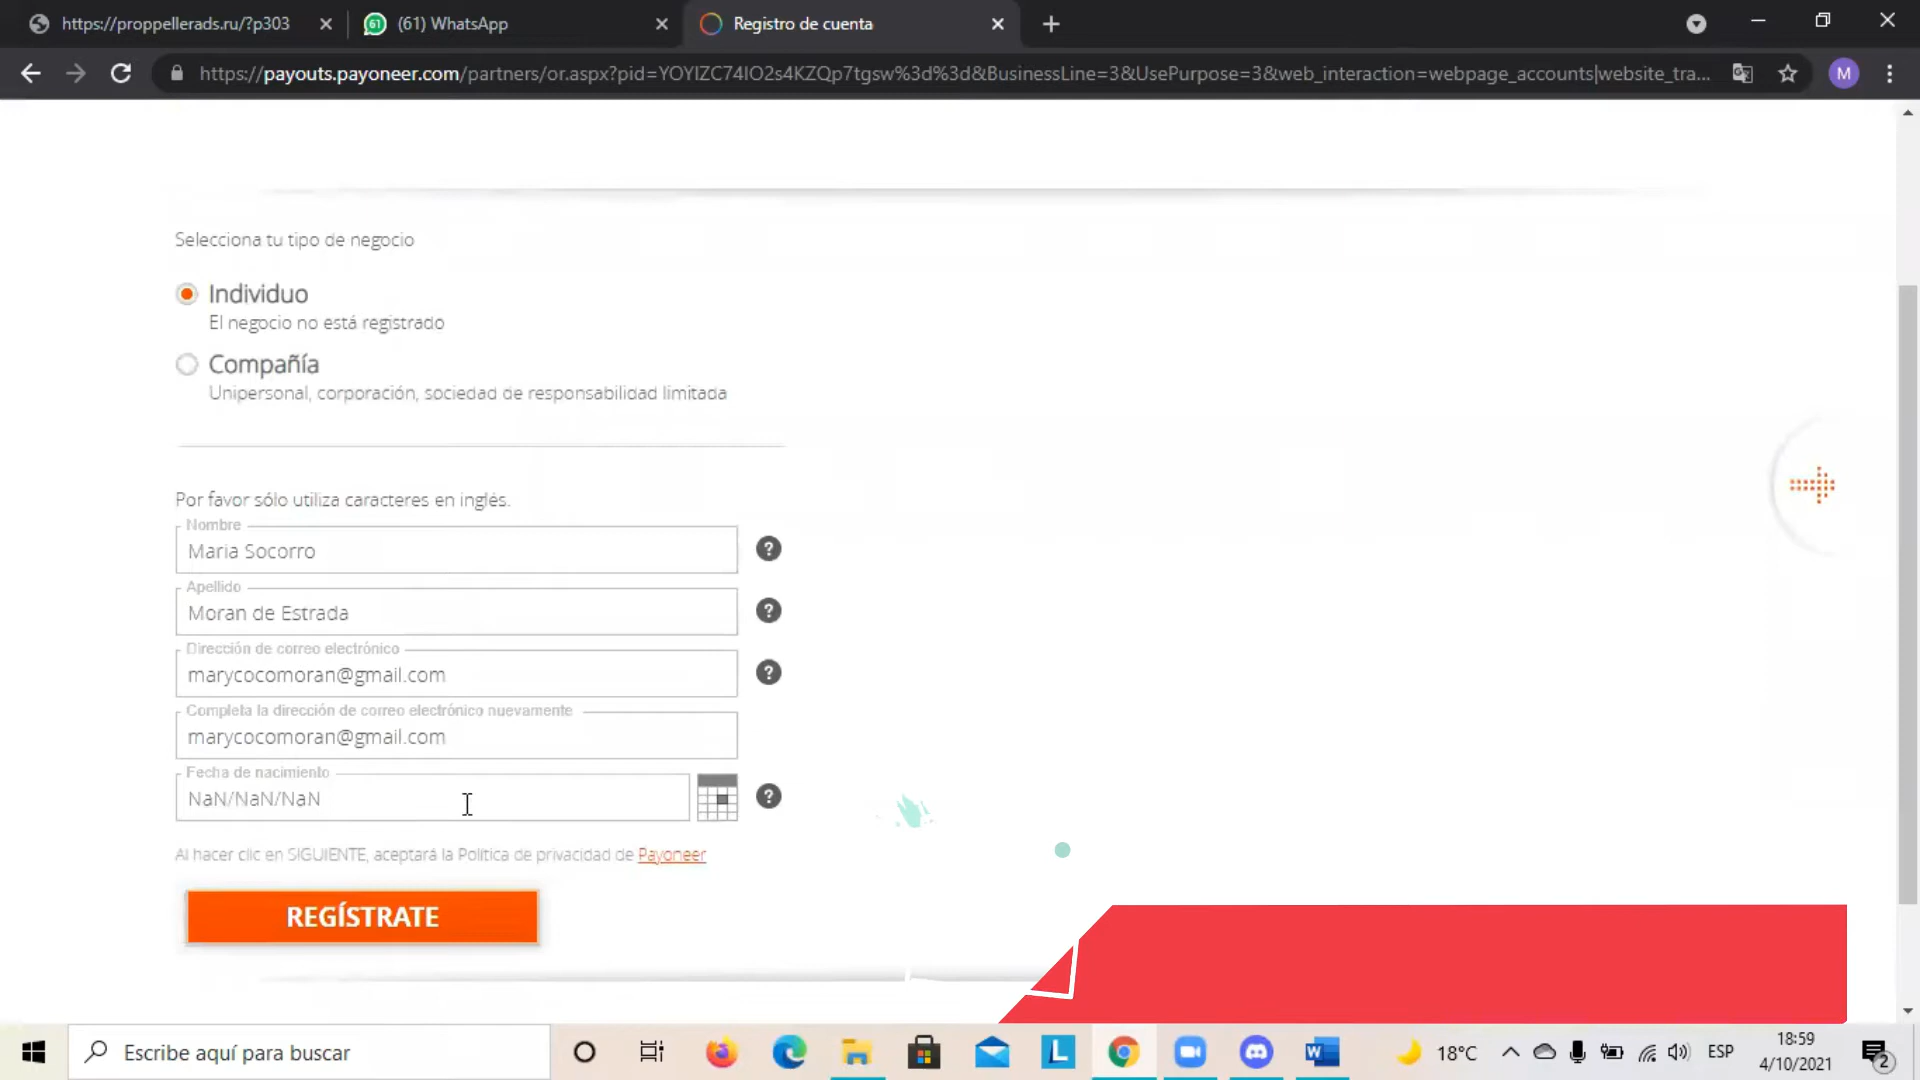 https://proppellerads.ru/?p303
(61) WhatsApp
Registro de cuenta
https://payouts.payoneer.com/partners/or.aspx?pid=YOYIZC74IO2s4KZQp7tgsw%3d%3d&BusinessLine=3&UsePurpose=3&web_interaction=webpage_accounts|website_tra...
M
Selecciona tu tipo de negocio
Individuo
El negocio no está registrado
Compañía
Unipersonal, corporación, sociedad de responsabilidad limitada
Por favor sólo utiliza caracteres en inglés.
Nombre
Maria Socorro
?
Apellido
Moran de Estrada
?
Dirección de correo electrónico
marycocomoran@gmail.com
?
Completa la dirección de correo electrónico nuevamente
marycocomoran@gmail.com
Fecha de nacimiento
NaN/NaN/NaN
?
Al hacer clic en SIGUIENTE, aceptará la Política de privacidad de Payoneer
REGÍSTRATE
Escribe aquí para buscar
L
W
18°C
ESP
18:59
4/10/2021
2